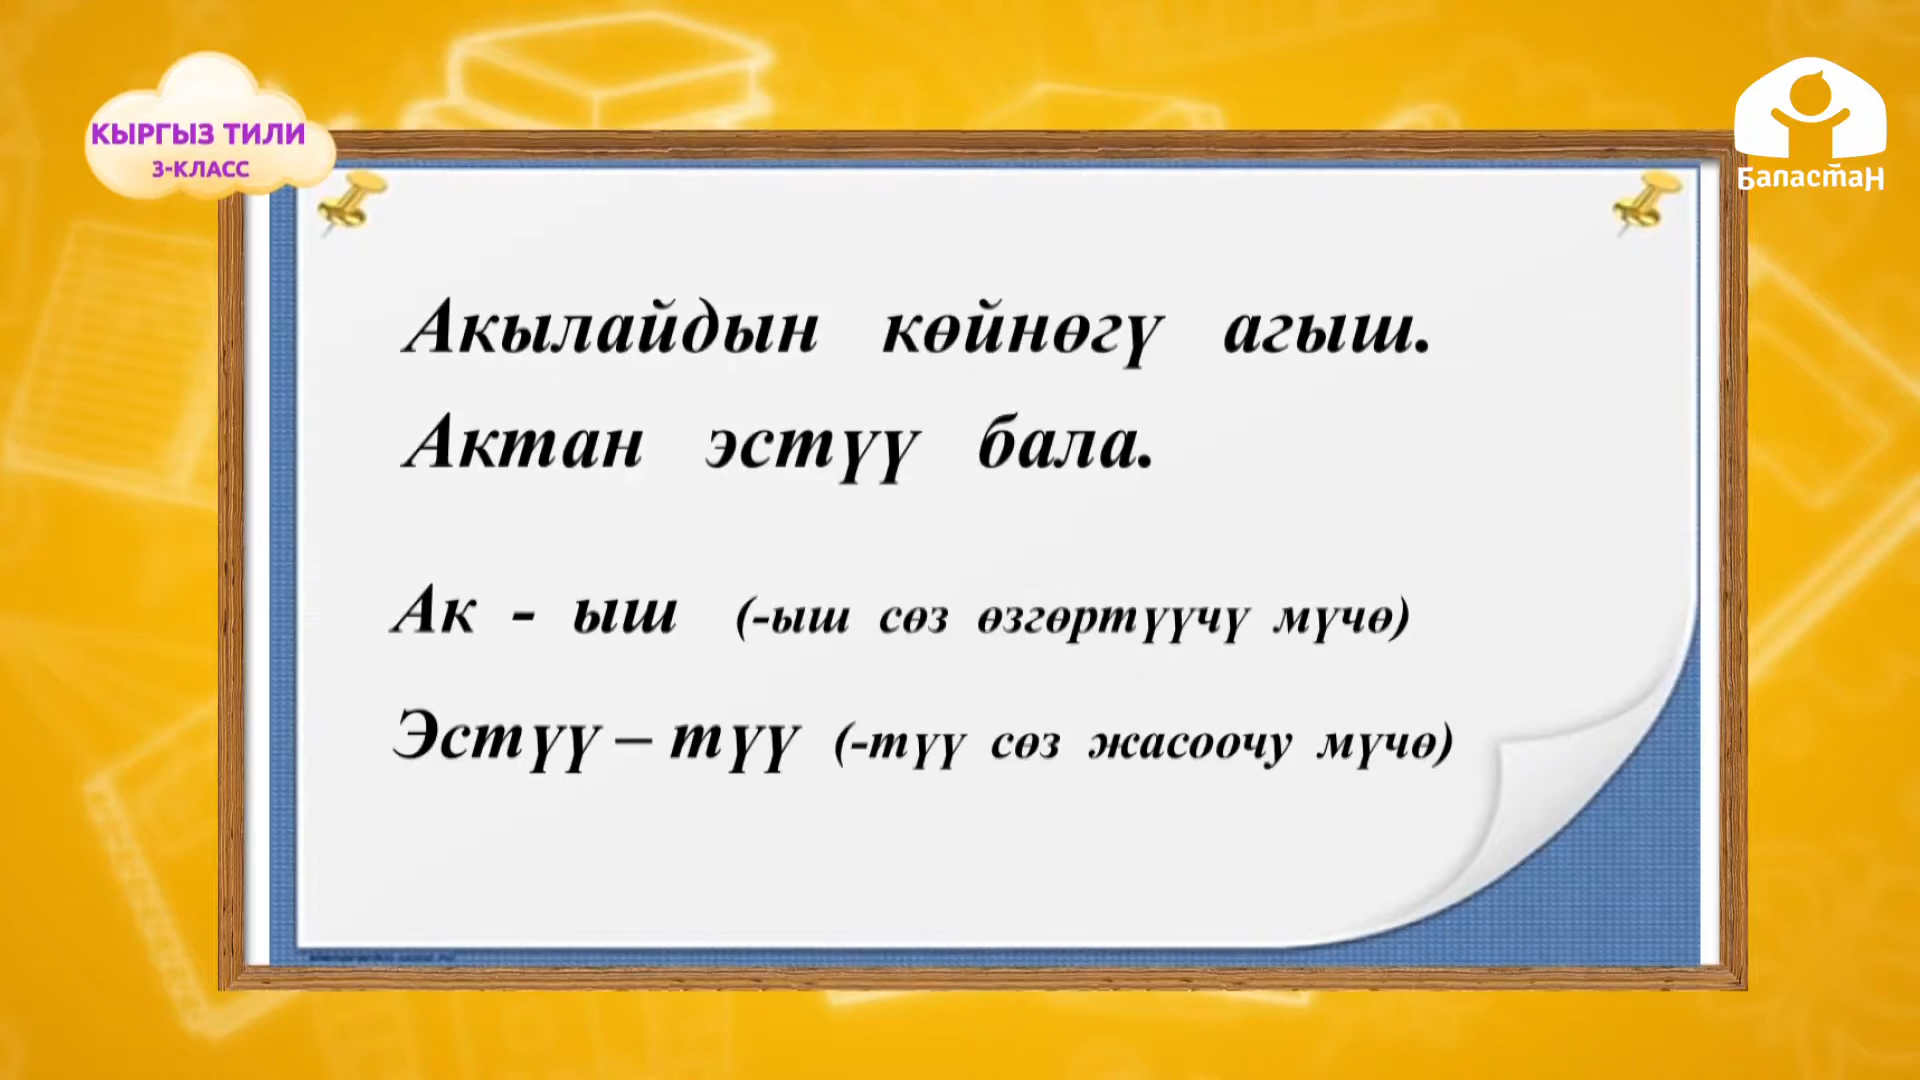 КЫРГЫЗ ТИЛИ
3-КЛАСС
Баластан
Акылайдын көйнөгү агыш.
Актан эстүү бала.
Ак - ыш (-ыш сөз өзгөртүүчү мүчө)
Эстүү – түү (-түү сөз жасоочу мүчө)